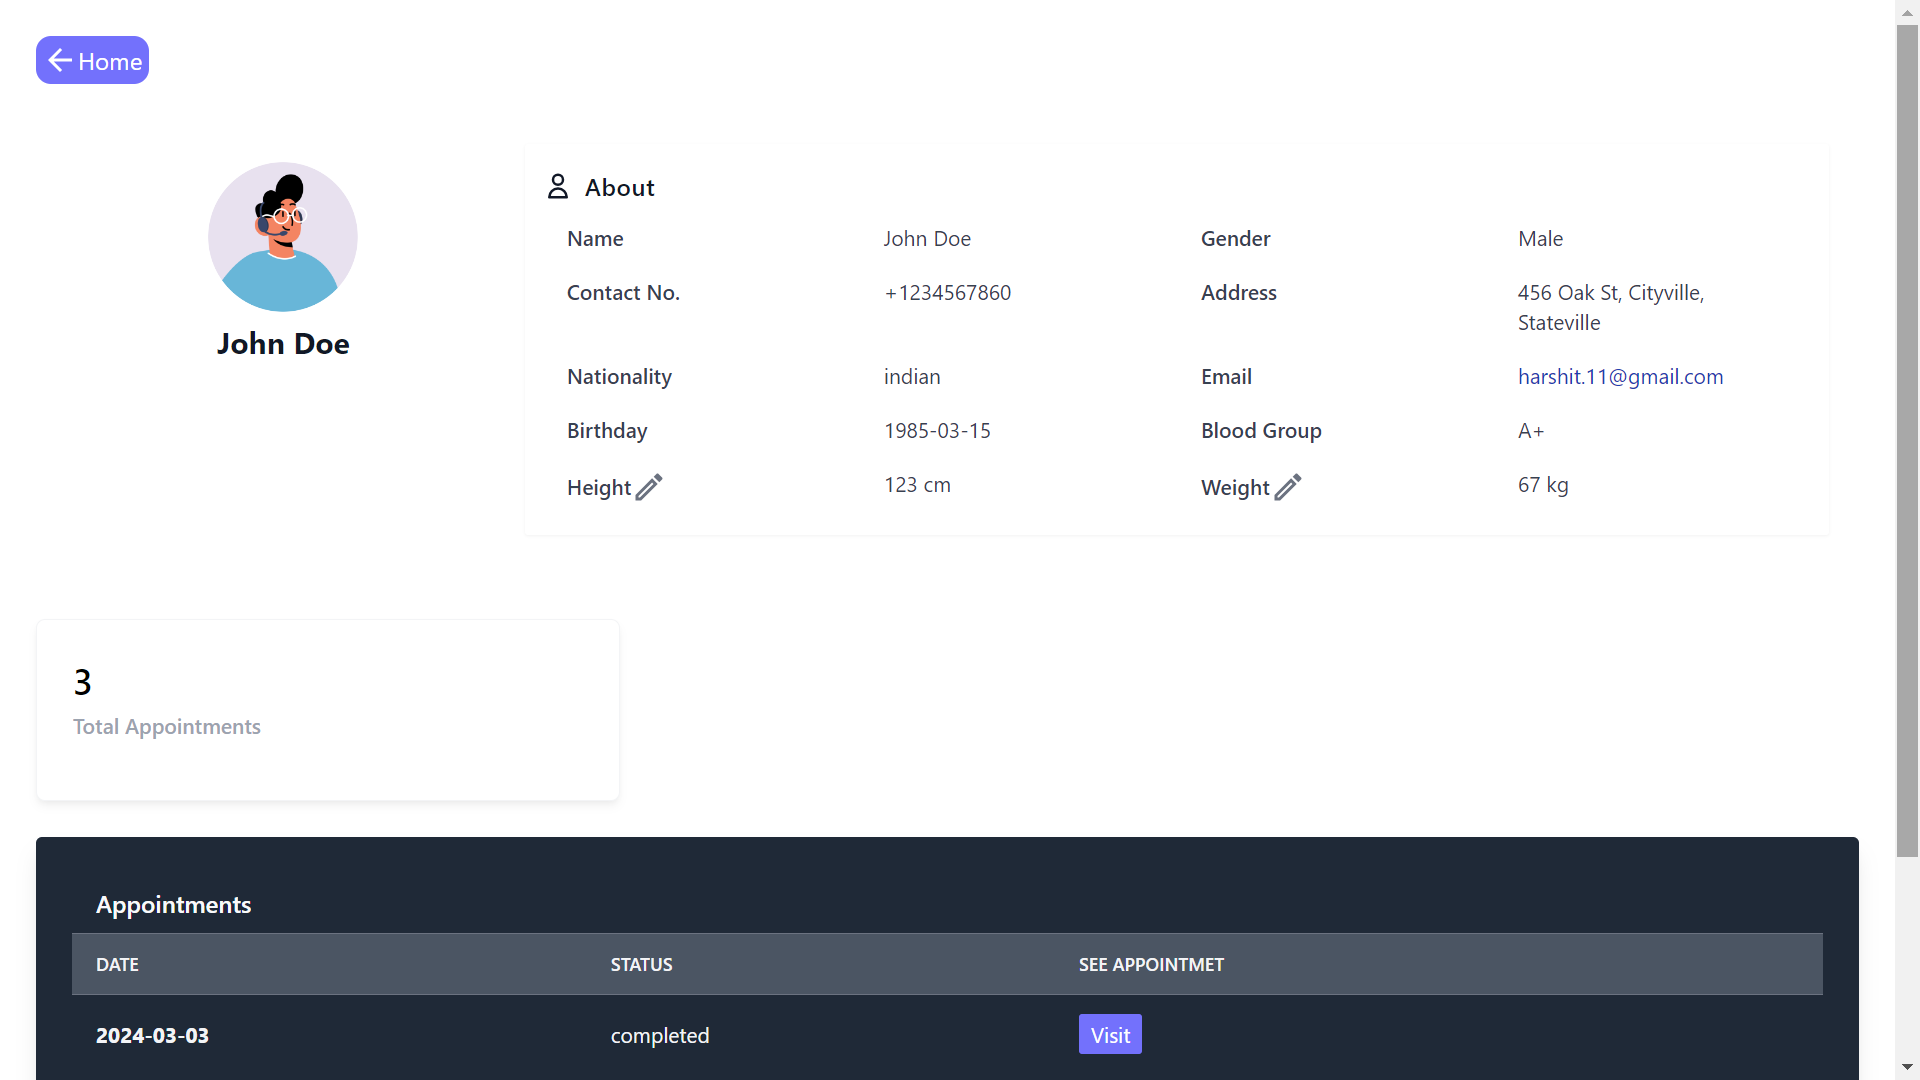 Home
About
Name John Doe Gender Male
Contact No. +1234567860 Address 456 Oak St, Cityville,
Stateville
Nationality indian Email harshit.11@gmail.com
Birthday 1985-03-15 Blood Group A+
Height 123 cm Weight 67 kg
John Doe
3
Total Appointments
Appointments
DATE STATUS SEE APPOINTMET
2024-03-03 completed Visit